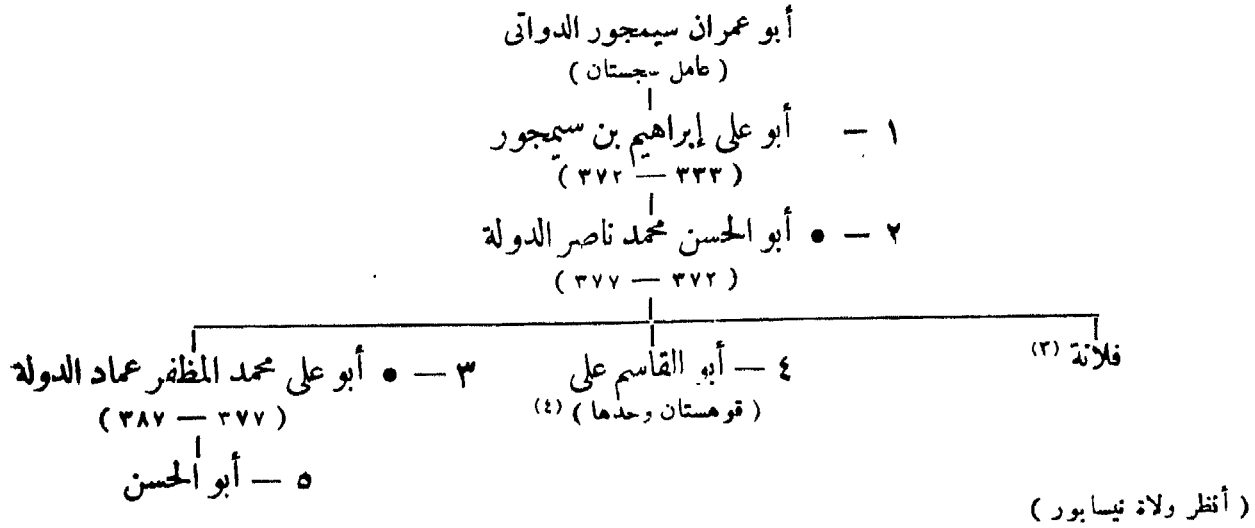 أبو عمران سيمجور الدواتى
( عامل سجستان )
١ — أبو على إبراهيم بن سيمجور
( ٣٣٣ — ٣٧٢ )
٢ — • أبو الحسن محمد ناصر الدولة
( ٣٧٢ — ٣٧٧ )
فلانة (٣)
٤ — أبو القاسم على
( قوهستان وحدها ) (٤)
٣ — • أبو على محمد المظفر عماد الدولة
( ٣٧٧ — ٣٨٧ )
٥ — أبو الحسن
( أنظر ولاة نيسابور )